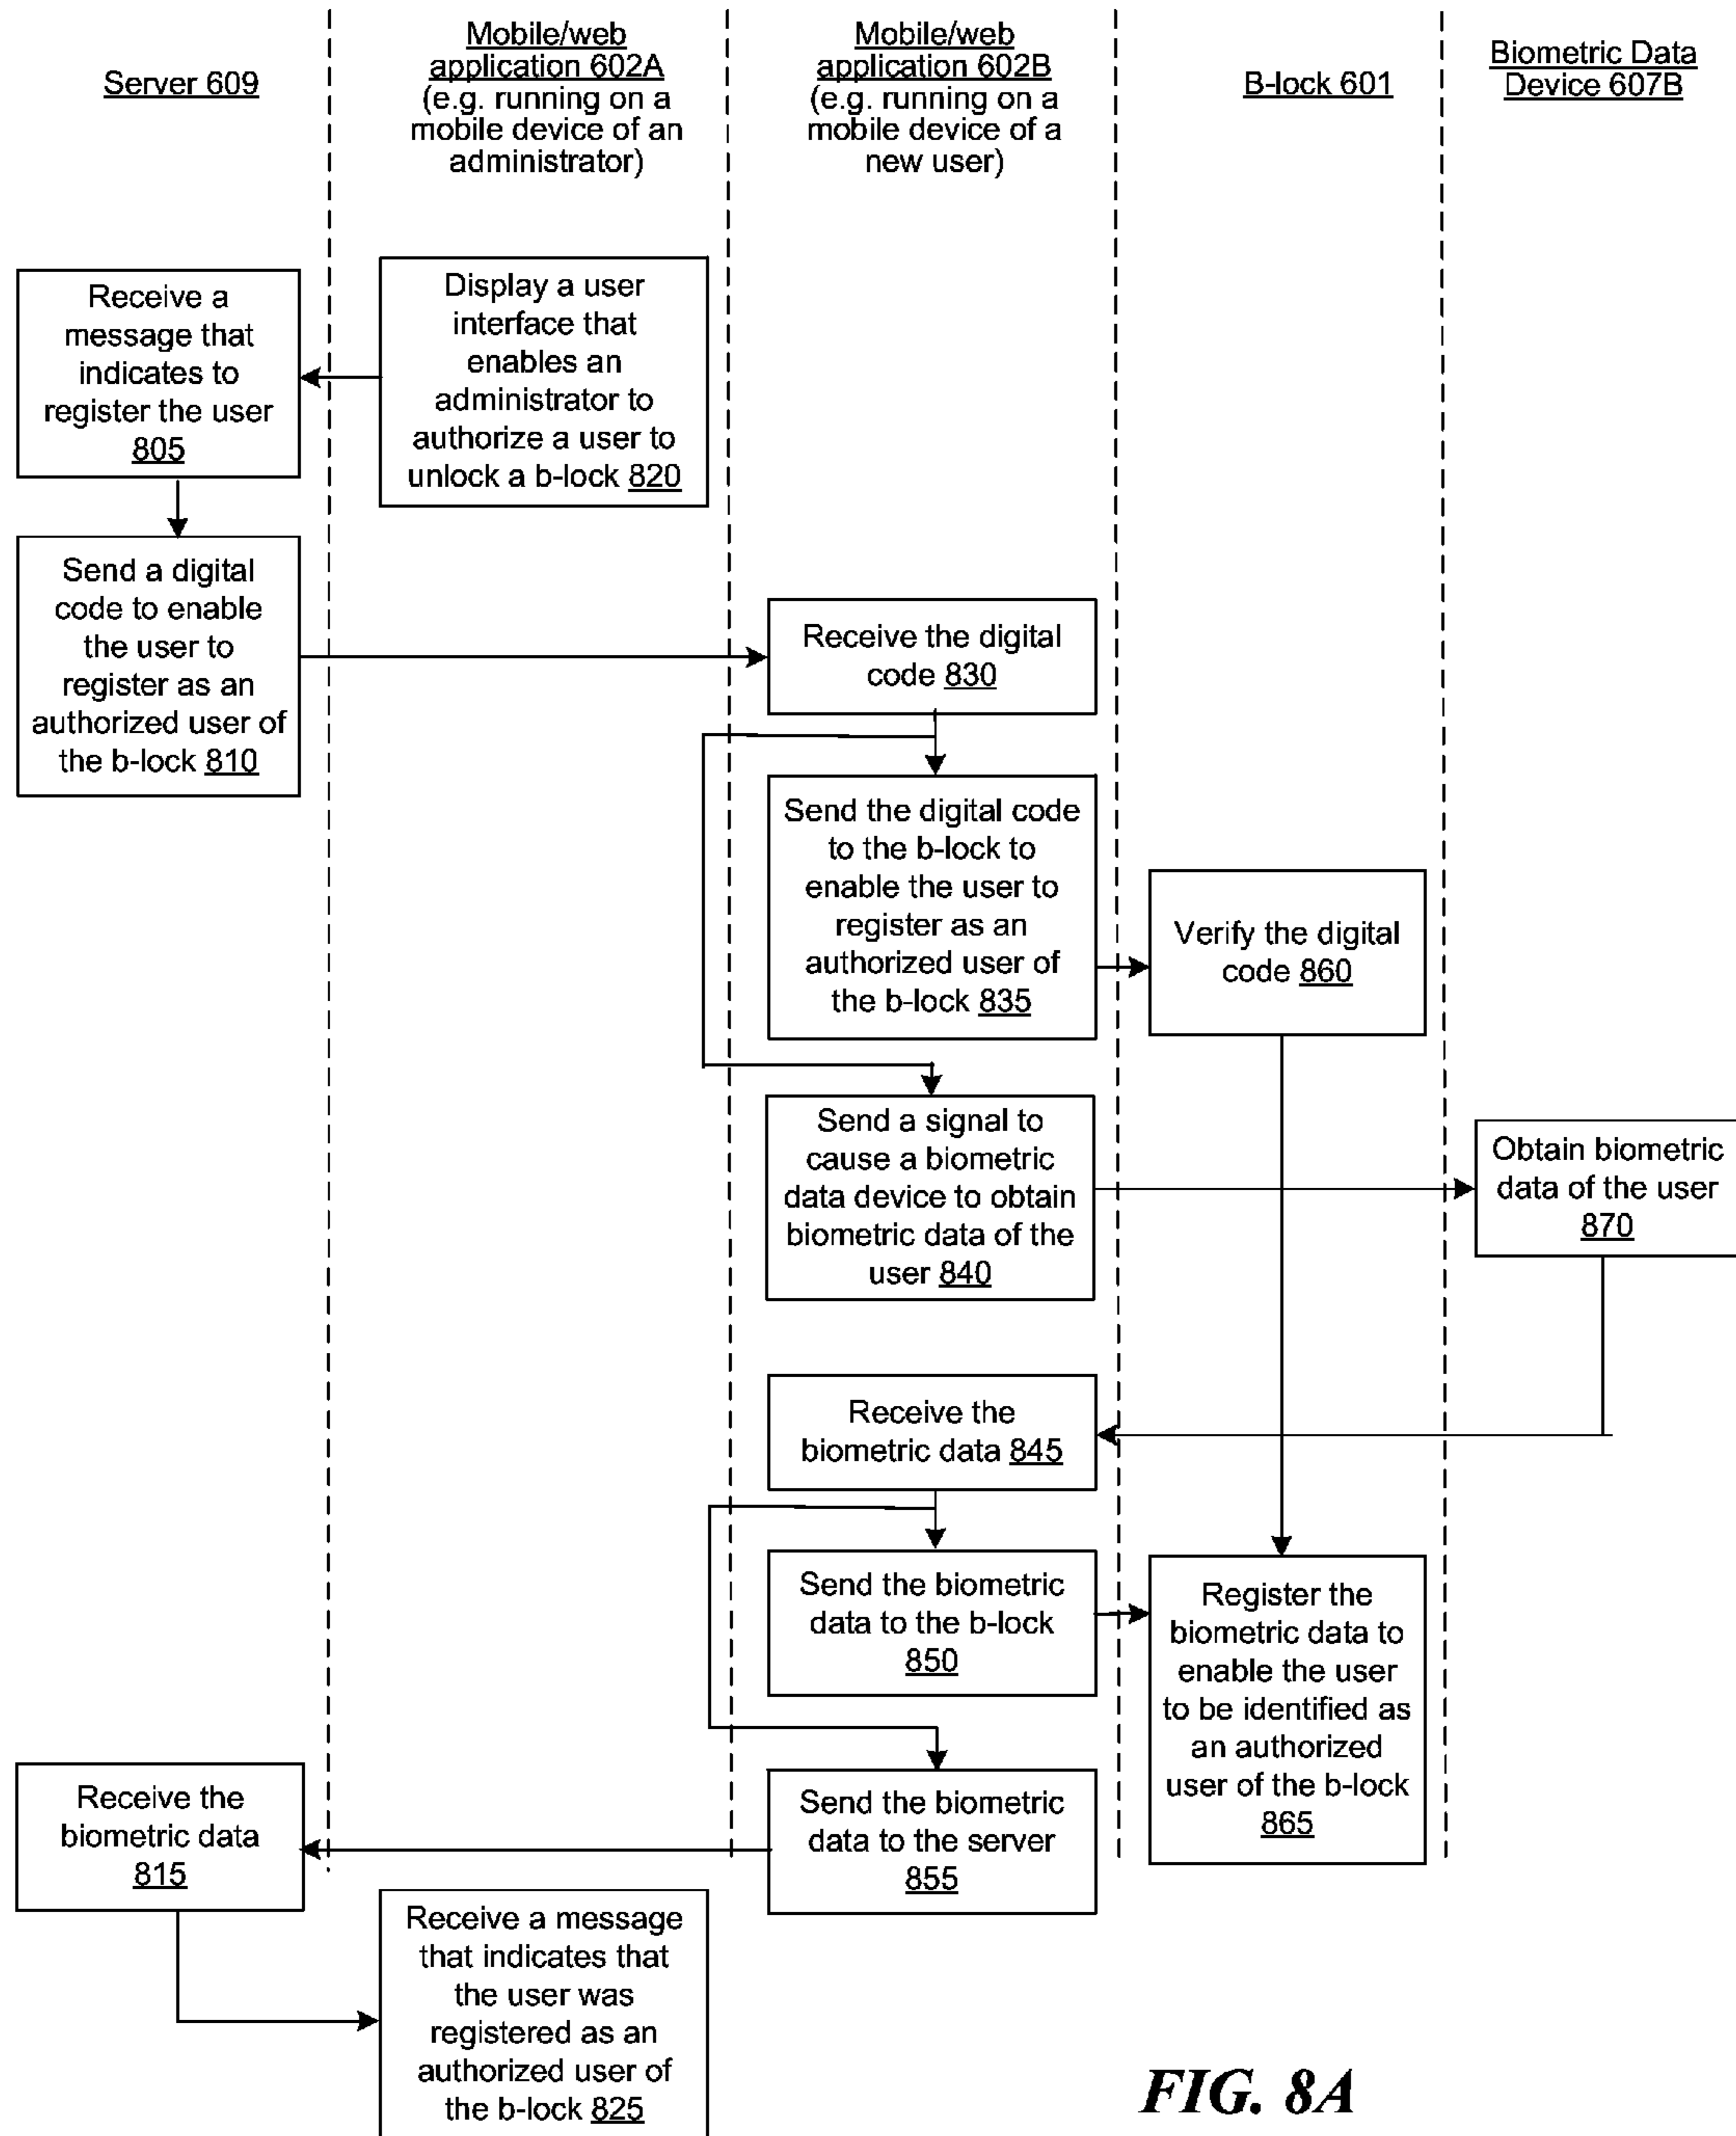 Server 609
Mobile/web
application 602A
(e.g. running on a
mobile device of an
administrator)
Mobile/web
application 602B
(e.g. running on a
mobile device of a
new user)
B-lock 601
Biometric Data
Device 607B
Receive a
message that
indicates to
register the user
805
Display a user
interface that
enables an
administrator to
authorize a user to
unlock a b-lock 820
Send a digital
code to enable
the user to
register as an
authorized user of
the b-lock 810
Receive the digital
code 830
Send the digital code
to the b-lock to
enable the user to
register as an
authorized user of
the b-lock 835
Verify the digital
code 860
Send a signal to
cause a biometric
data device to obtain
biometric data of the
user 840
Obtain biometric
data of the user
870
Receive the
biometric data 845
Send the biometric
data to the b-lock
850
Register the
biometric data to
enable the user
to be identified as
an authorized
user of the b-lock
865
Send the biometric
data to the server
855
Receive the
biometric data
815
Receive a message
that indicates that
the user was
registered as an
authorized user of
the b-lock 825
FIG. 8A